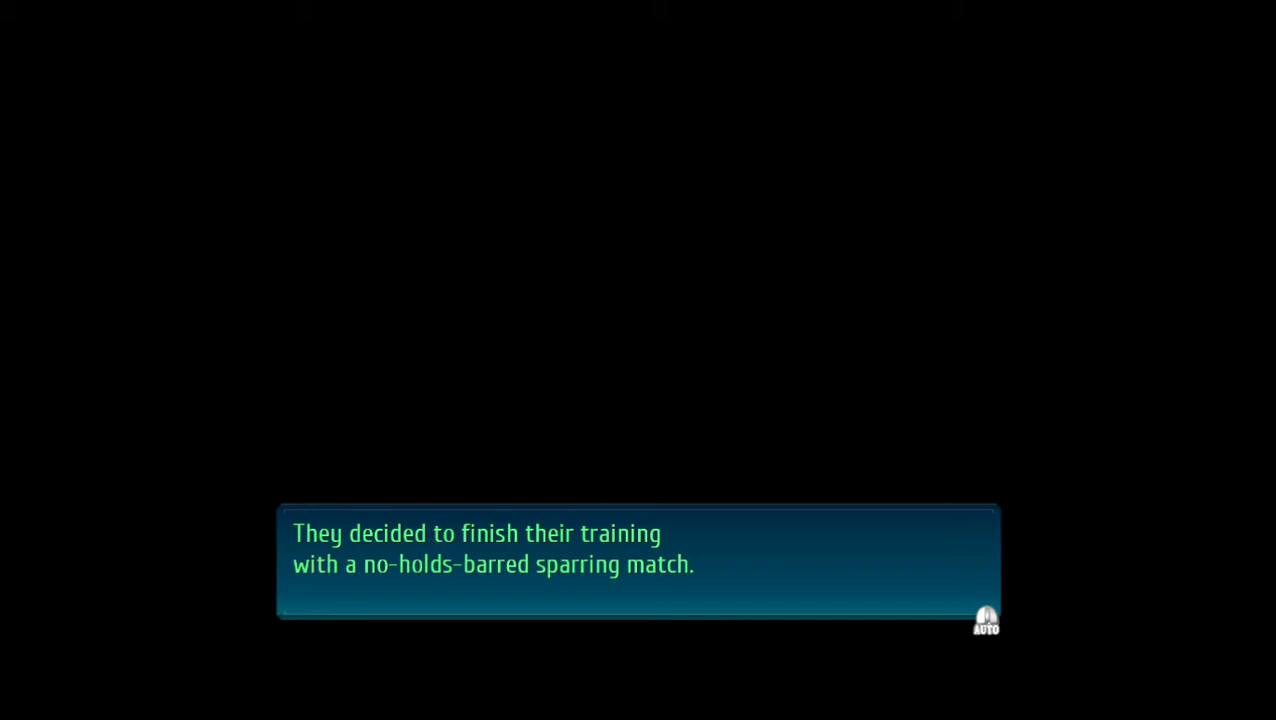 They decided to finish their training
with a no-holds-barred sparring match.
AUTO